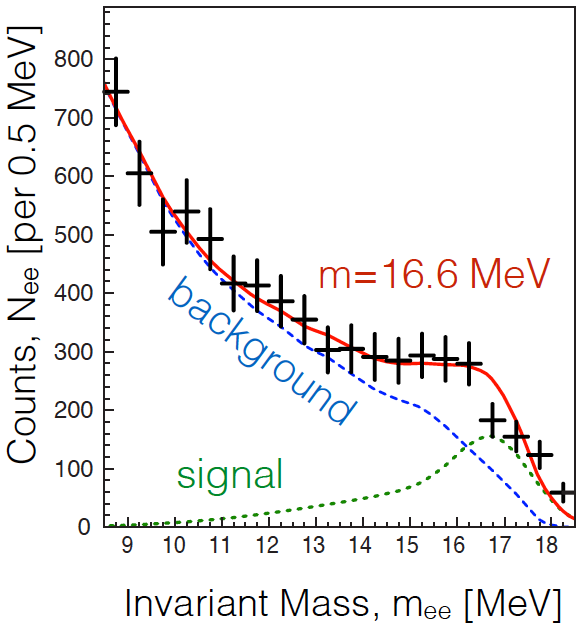 Counts, Nee [per 0.5 MeV]
800
700
600
500
400
300
200
100
0
m=16.6 MeV
background
signal
9 10 11 12 13 14 15 16 17 18
Invariant Mass, mee [MeV]